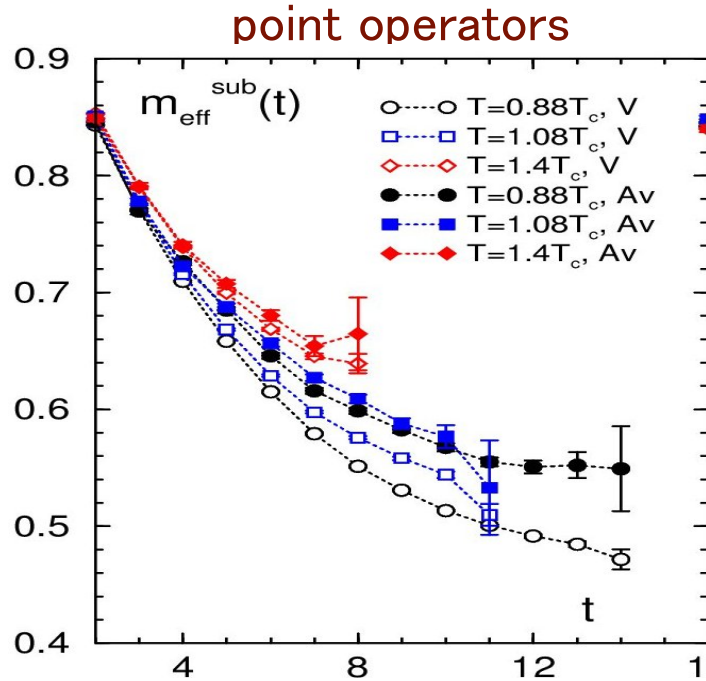 point operators
0.9
m_eff^sub(t)
T=0.88T_c, V
T=1.08T_c, V
T=1.4T_c, V
T=0.88T_c, Av
T=1.08T_c, Av
T=1.4T_c, Av
0.8
0.7
0.6
0.5
t
0.4
4
8
12
1